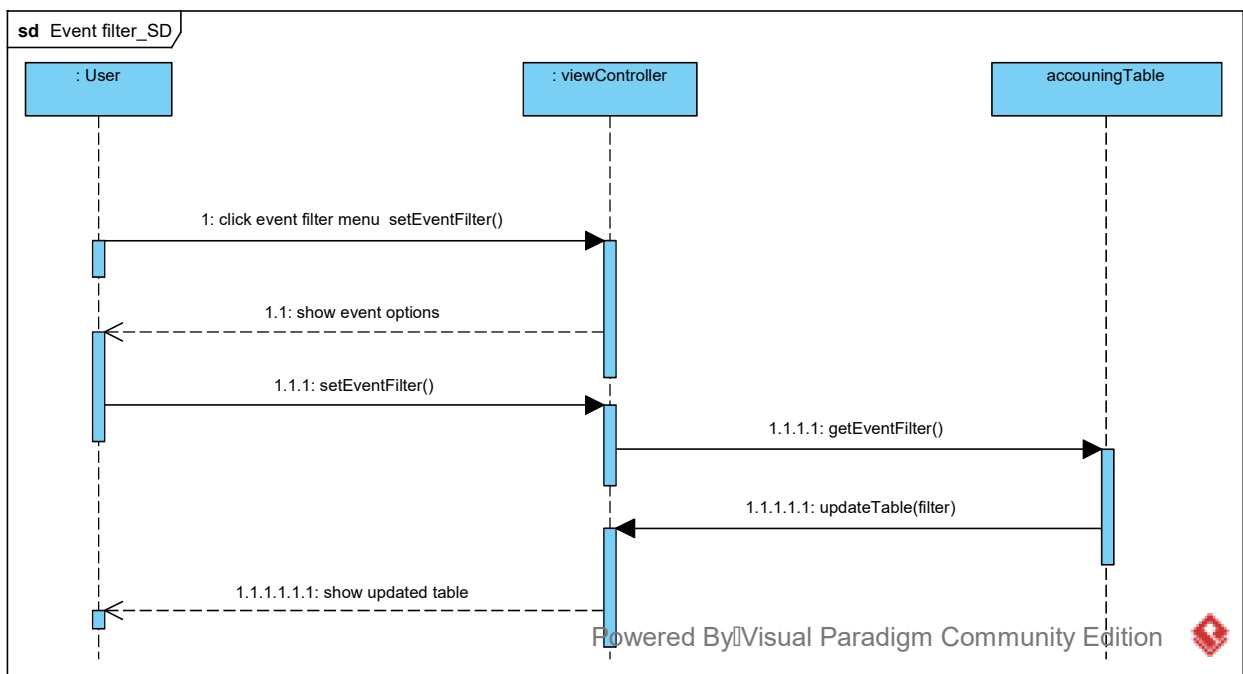 sd Event filter_SD
: User
: viewController
accouningTable
1: click event filter menu  setEventFilter()
1.1: show event options
1.1.1: setEventFilter()
1.1.1.1: getEventFilter()
1.1.1.1.1: updateTable(filter)
1.1.1.1.1.1: show updated table
Powered By Visual Paradigm Community Edition